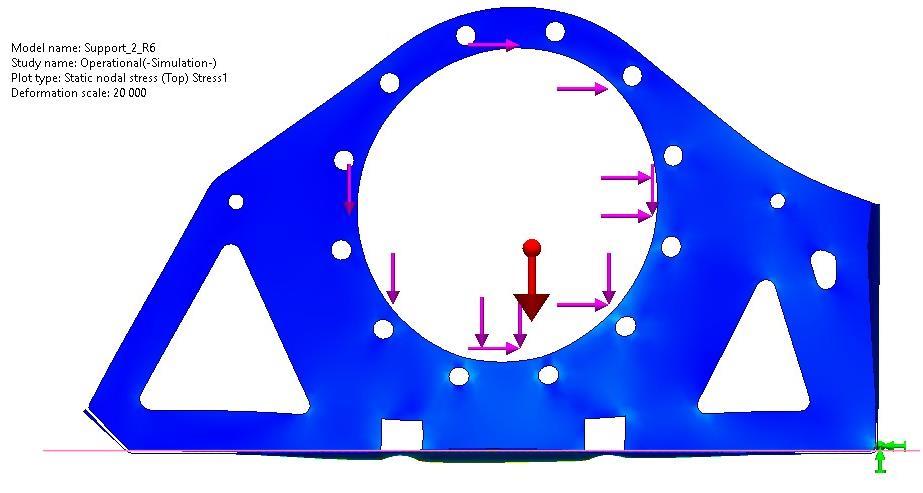 Model name: Support_2_R6
Study name: Operational(-Simulation-)
Plot type: Static nodal stress (Top) Stress1
Deformation scale: 20 000